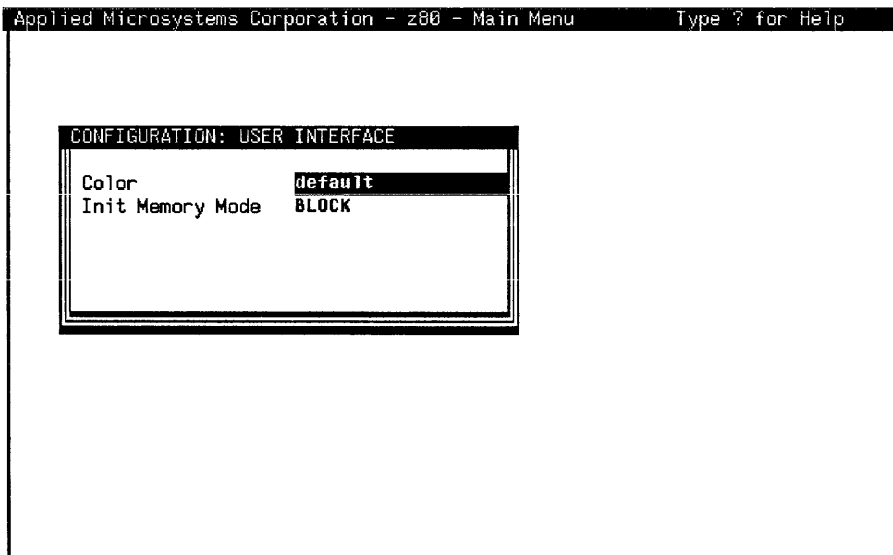 Applied Microsystems Corporation - z80 - Main Menu Type ? for Help
CONFIGURATION: USER INTERFACE
Color default
Init Memory Mode BLOCK